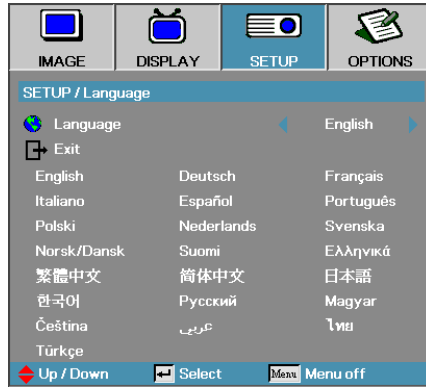 IMAGE DISPLAY SETUP OPTIONS
SETUP / Language
Language English
Exit
English Deutsch Français
Italiano Español Português
Polski Nederlands Svenska
Norsk/Dansk Suomi Ελληνικά
繁體中文 简体中文 日本語
한국어 Русский Magyar
Čeština عربي ไทย
Türkçe
Up / Down Select Menu Menu off